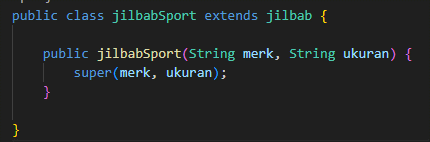 public class jilbabSport extends jilbab {
public jilbabSport(String merk, String ukuran) {
super(merk, ukuran);
}
}